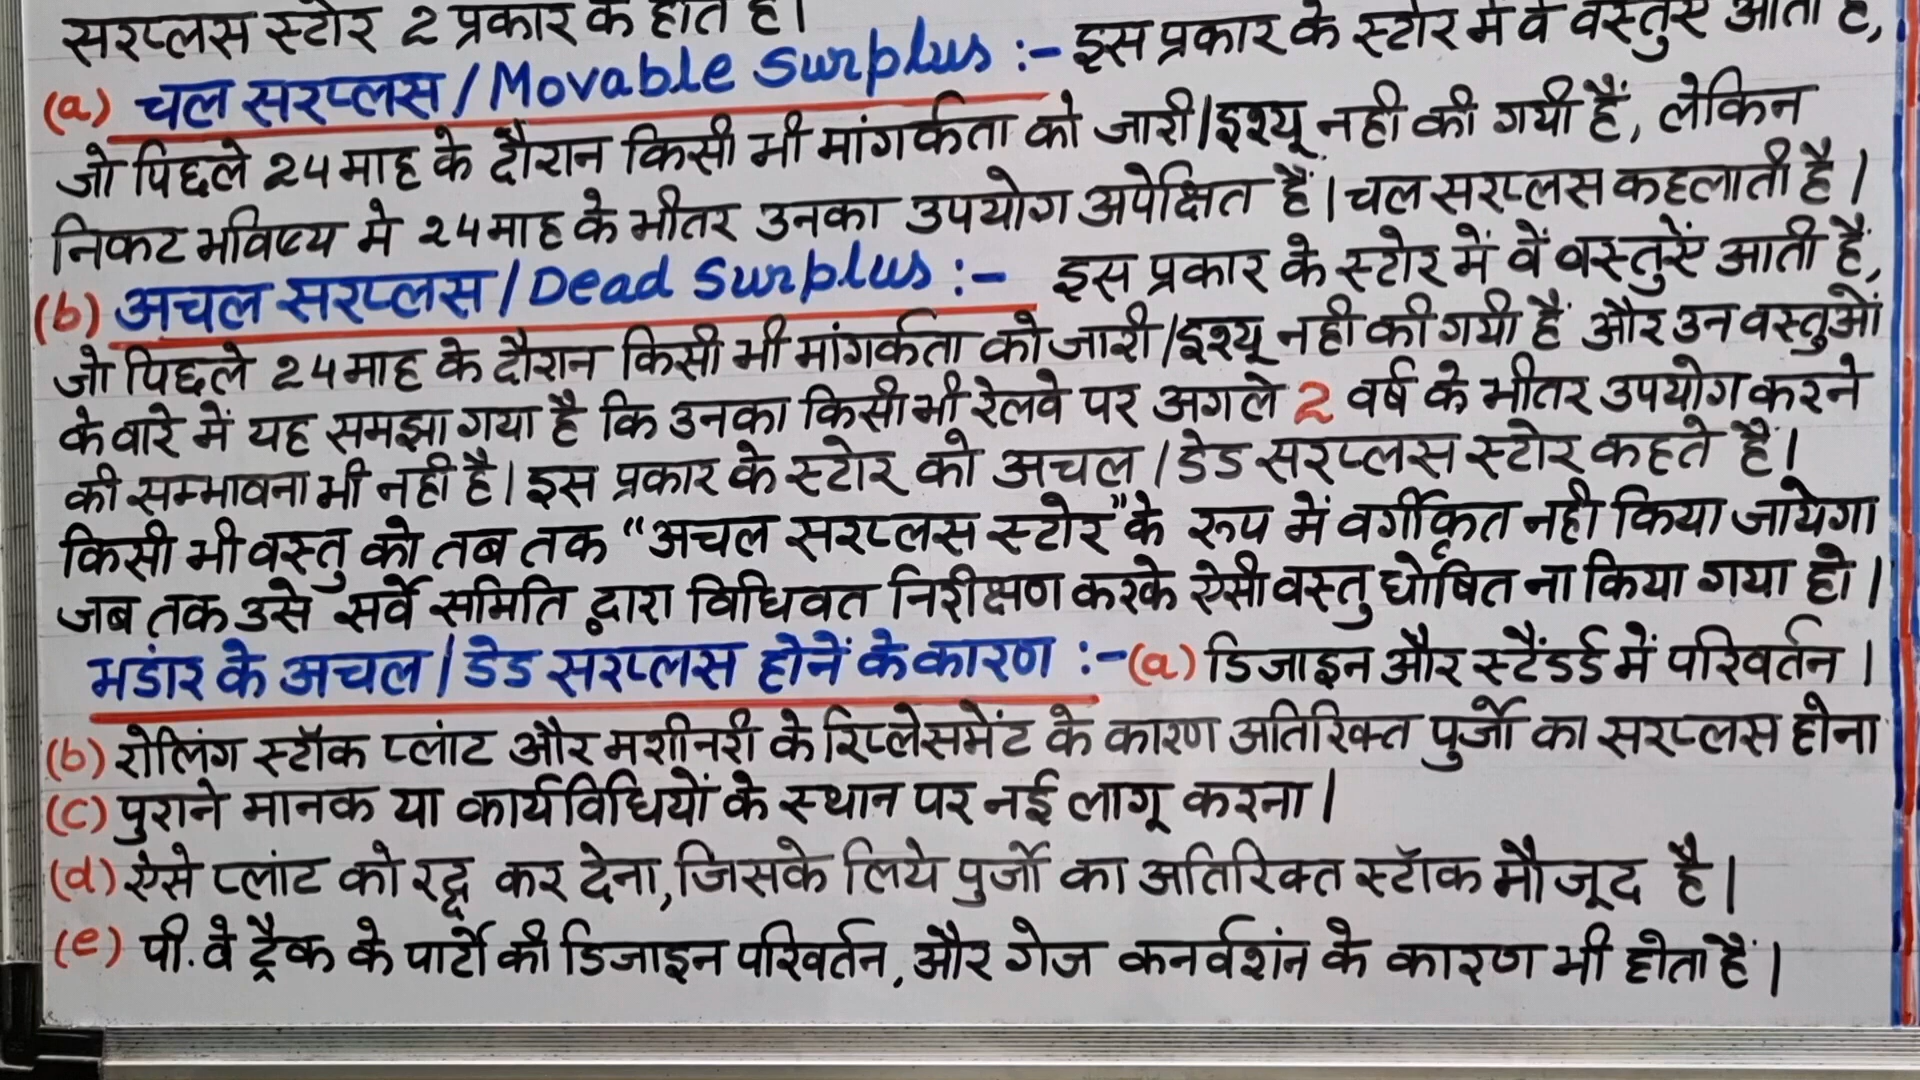 सरप्लस स्टोर 2 प्रकार के होते है।
(a) चल सरप्लस / Movable Surplus :- इस प्रकार के स्टोर में वे वस्तुएं आती है,
जो पिछले 24 माह के दौरान किसी भी मांगकर्ता को जारी/इश्यू नही की गयी हैं, लेकिन
निकट भविष्य मे 24 माह के भीतर उनका उपयोग अपेक्षित हैं। चल सरप्लस कहलाती है।
(b) अचल सरप्लस / Dead Surplus :- इस प्रकार के स्टोर में वें वस्तुऐं आती हैं,
जो पिछले 24 माह के दौरान किसी भी मांगकर्ता को जारी/इश्यू नही की गयी हैं और उन वस्तुओं
के वारे में यह समझा गया है कि उनका किसी भी रेलवे पर अगले 2 वर्ष के भीतर उपयोग करने
की सम्भावना भी नही है। इस प्रकार के स्टोर को अचल / डेड सरप्लस स्टोर कहते हैं।
किसी भी वस्तु को तब तक “अचल सरप्लस स्टोर” के रूप में वर्गीकृत नही किया जायेगा
जब तक उसे सर्वे समिति द्वारा विधिवत निरीक्षण करके ऐसी वस्तु घोषित ना किया गया हो।
भडांर के अचल / डेड सरप्लस होनें के कारण :- (a) डिजाइन और स्टैंडर्ड में परिवर्तन।
(b) रोलिंग स्टॉक प्लांट और मशीनरी के रिप्लेसमेंट के कारण अतिरिक्त पुर्जो का सरप्लस होना
(c) पुराने मानक या कार्यविधियों के स्थान पर नई लागू करना।
(d) ऐसे प्लांट को रद्द कर देना, जिसके लिये पुर्जो का अतिरिक्त स्टॉक मौजूद है।
(e) पी. वे ट्रैक के पार्टो की डिजाइन परिवर्तन, और गेज कनर्वशंन के कारण भी होता हैं।